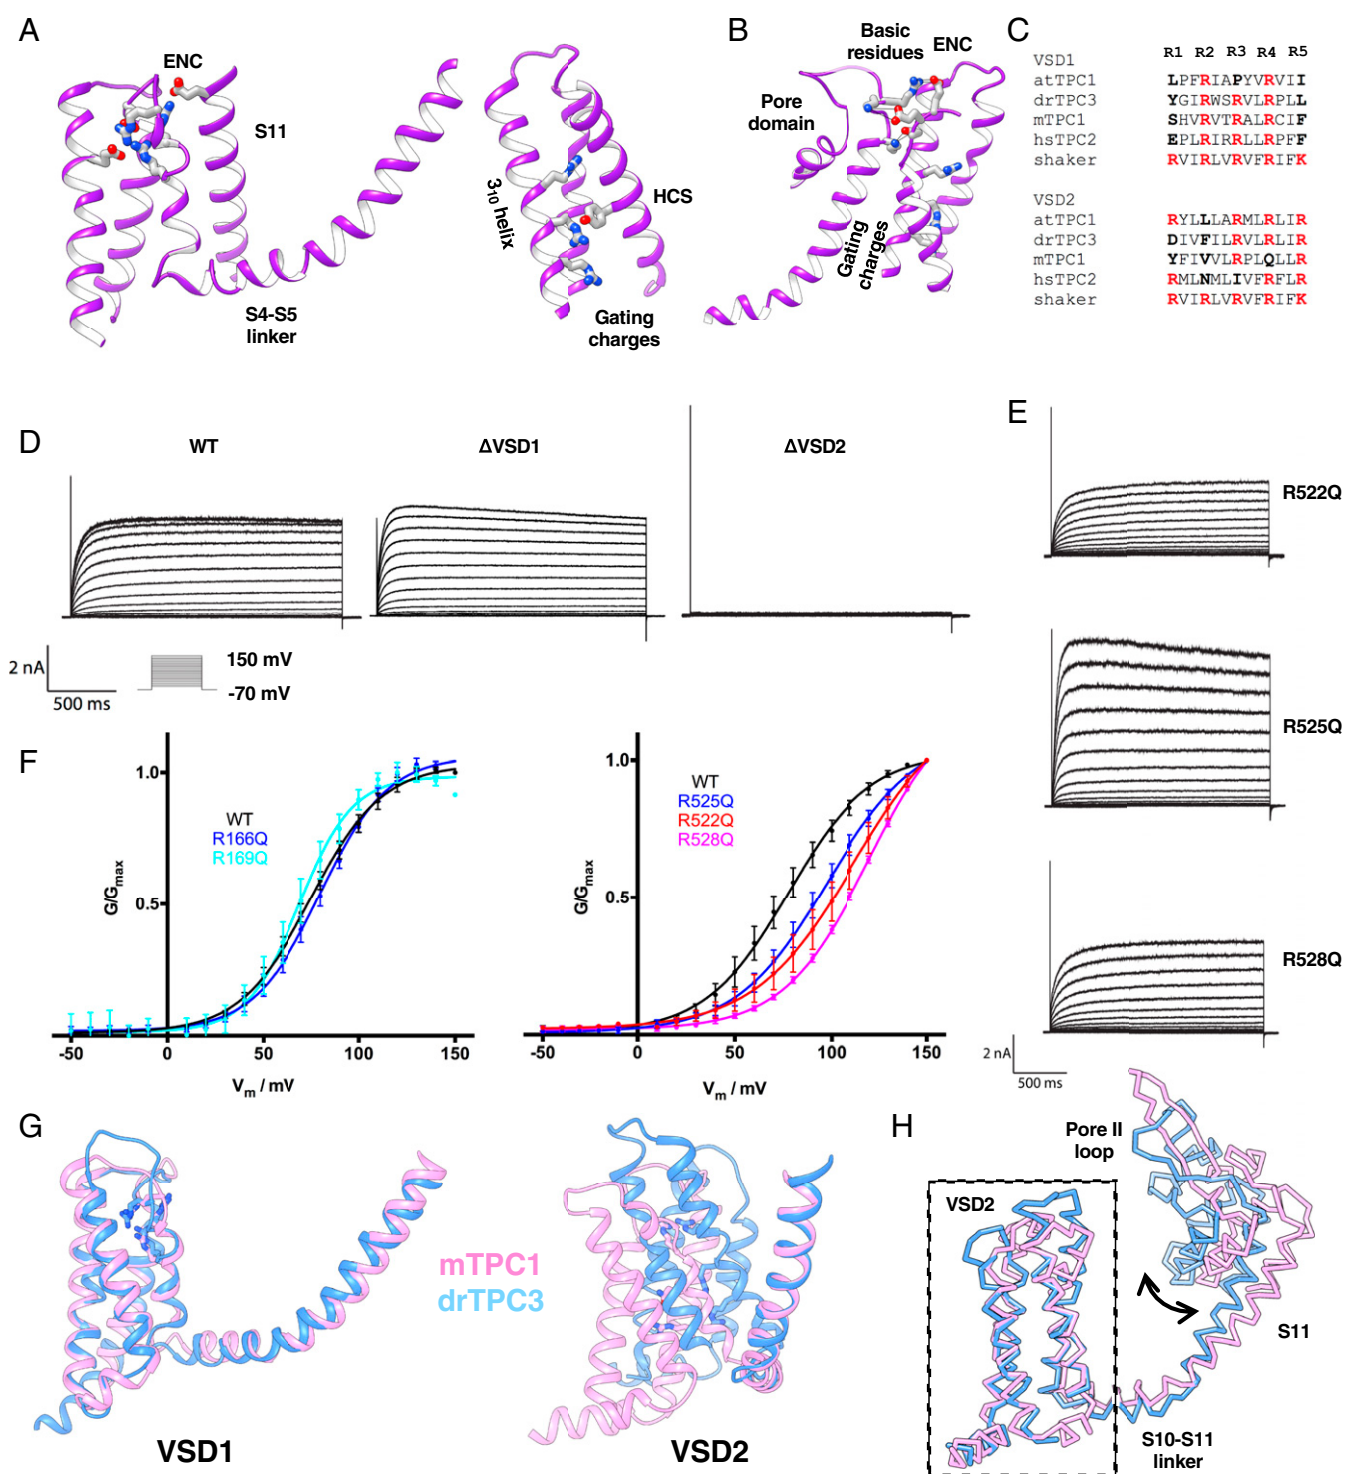 A
ENC
S11
S4-S5
linker
3₁₀ helix
HCS
Gating
charges
B
Basic
residues
ENC
Pore
domain
Gating
charges
C
R1 R2 R3 R4 R5
VSD1
atTPC1 LPFRIAPYVRVII
drTPC3 YGIRWSRVLRPLL
mTPC1 SHVRVTRALRCIF
hsTPC2 EPLRIRRLLRPFF
shaker RVIRLVRVFRIFK
VSD2
atTPC1 RYLLLARMLRLIR
drTPC3 DIVFILRVLRLIR
mTPC1 YFIVVLRPLQLLR
hsTPC2 RMLNMLIVFRFLR
shaker RVIRLVRVFRIFK
D
WT
ΔVSD1
ΔVSD2
2 nA
500 ms
150 mV
-70 mV
E
R522Q
R525Q
R528Q
2 nA
500 ms
F
WT
R166Q
R169Q
G/Gmax
1.0
0.5
-50 0 50 100 150
Vm / mV
WT
R525Q
R522Q
R528Q
G/Gmax
1.0
0.5
-50 0 50 100 150
Vm / mV
G
mTPC1
drTPC3
VSD1
VSD2
H
Pore II
loop
VSD2
S11
S10-S11
linker